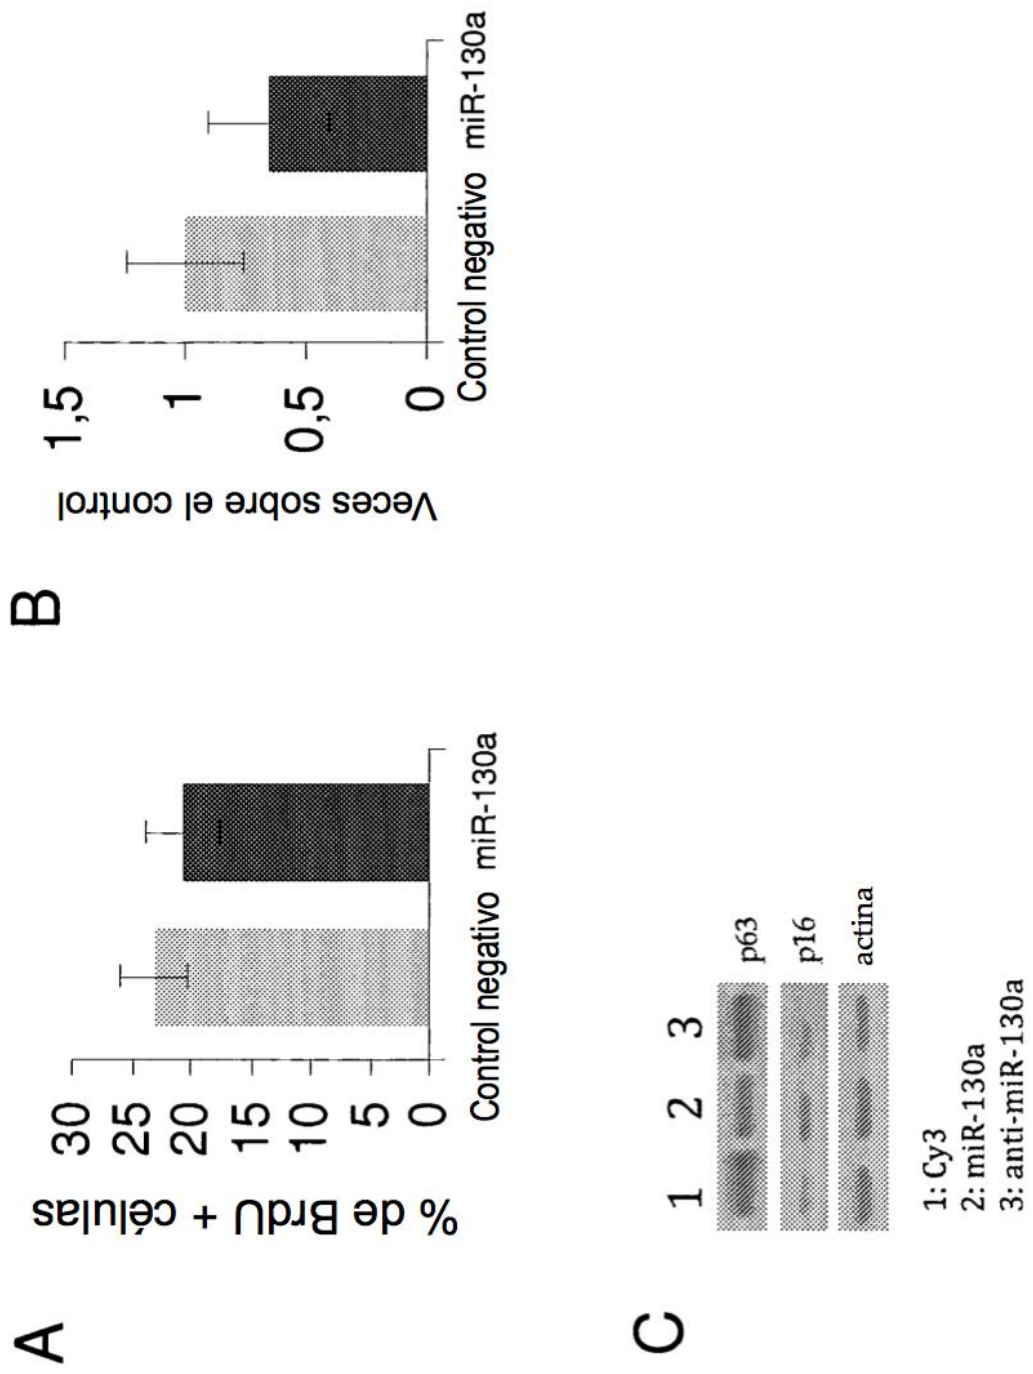 A
% de BrdU + células
30
25
20
15
10
5
0
Control negativo miR-130a
B
Veces sobre el control
1,5
1
0,5
0
Control negativo miR-130a
C
1 2 3
p63
p16
actina
1: Cy3
2: miR-130a
3: anti-miR-130a